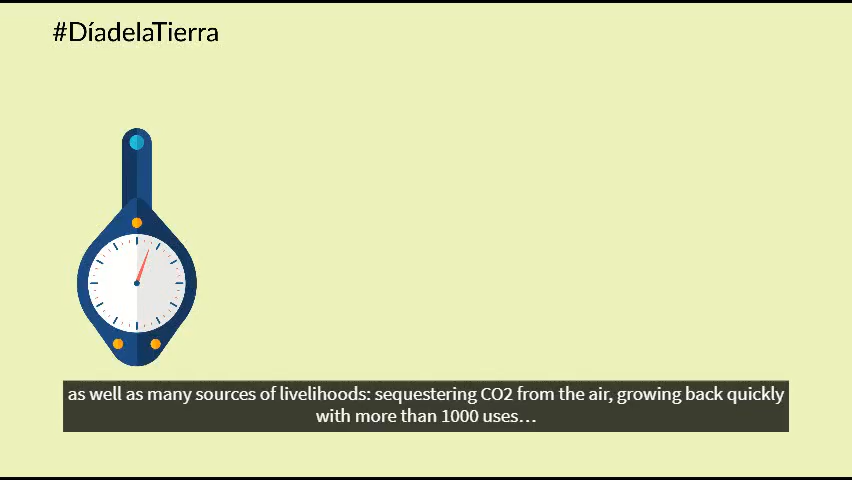 #DíadelaTierra
as well as many sources of livelihoods: sequestering CO2 from the air, growing back quickly
with more than 1000 uses…